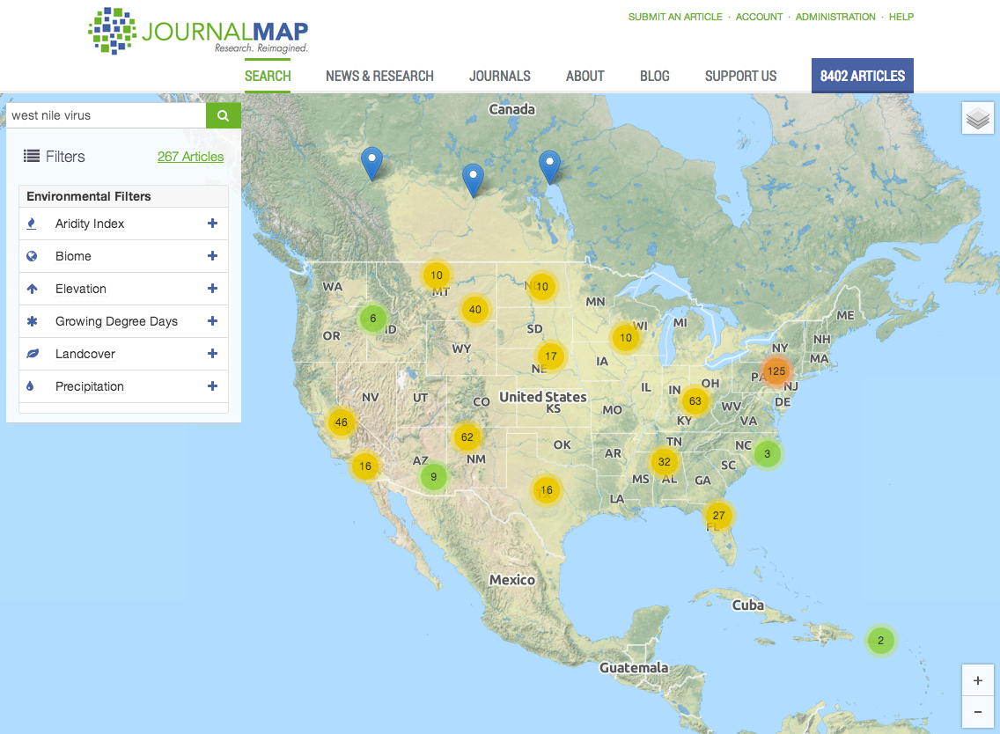 JOURNALMAP
Research. Reimagined.
SUBMIT AN ARTICLE · ACCOUNT · ADMINISTRATION · HELP
SEARCH NEWS & RESEARCH JOURNALS ABOUT BLOG SUPPORT US 8402 ARTICLES
west nile virus
Filters 267 Articles
Environmental Filters
Aridity Index +
Biome +
Elevation +
Growing Degree Days +
Landcover +
Precipitation +
Canada
10
WA MT ND 10
MN
40
6 ID
OR SD 10 WI MI
ME
NH
WY NY
MA
17
NE IA
125
PA NJ
NV UT CO United States IL IN OH
KS MO 63 WV DE
KY VA
46
62 OK TN NC
AZ NM AR 32 3
16 SC
9 MS AL GA
16
TX LA
27
FL
Mexico
Cuba
2
Guatemala
+
−